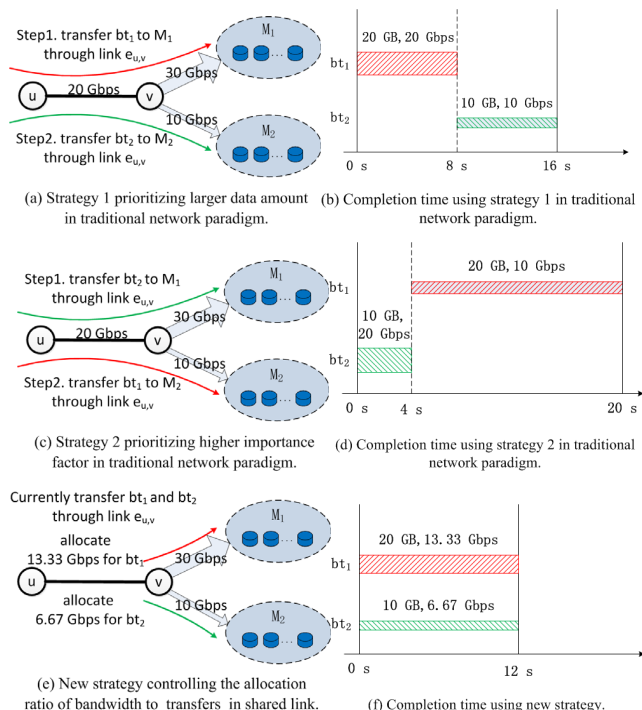 Step1. transfer bt1 to M1
through link eu,v
M1
...
20 Gbps
30 Gbps
u
v
10 Gbps
M2
...
Step2. transfer bt2 to M2
through link eu,v
(a) Strategy 1 prioritizing larger data amount
in traditional network paradigm.
20 GB,20 Gbps
bt1
10 GB,10 Gbps
bt2
0 s
8 s
16 s
(b) Completion time using strategy 1 in traditional
network paradigm.
Step1. transfer bt2 to M1
through link eu,v
M1
...
20 Gbps
30 Gbps
u
v
10 Gbps
M2
...
Step2. transfer bt1 to M2
through link eu,v
(c) Strategy 2 prioritizing higher importance
factor in traditional network paradigm.
20 GB,10 Gbps
bt1
10 GB,
20 Gbps
bt2
0 s
4 s
20 s
(d) Completion time using strategy 2 in traditional
network paradigm.
Currently transfer bt1 and bt2
through link eu,v
allocate
13.33 Gbps for bt1
M1
...
30 Gbps
u
v
10 Gbps
allocate
6.67 Gbps for bt2
M2
...
(e) New strategy controlling the allocation
ratio of bandwidth to transfers in shared link.
20 GB,13.33 Gbps
bt1
10 GB,6.67 Gbps
bt2
0 s
12 s
(f) Completion time using new strategy.